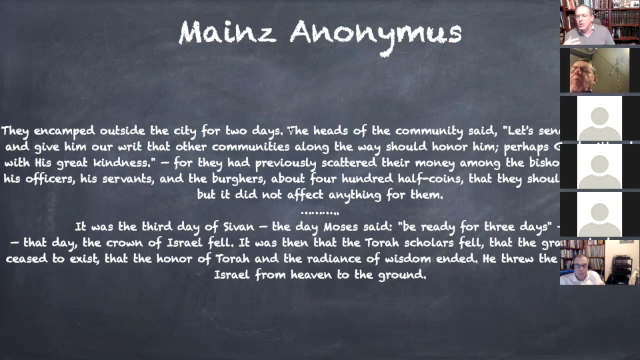 Mainz Anonymus
They encamped outside the city for two days. The heads of the community said, "Let's
and give him our writ that other communities along the way should honor him; perhaps
with His great kindness." — for they had previously scattered their money among the
his officers, his servants, and the burghers, about four hundred half-coins, that they
but it did not affect anything for them.
...........
It was the third day of Sivan — the day Moses said: "be ready for three days" —
— that day, the crown of Israel fell. It was then that the Torah scholars fell, that the
ceased to exist, that the honor of Torah and the radiance of wisdom ended. He threw the
Israel from heaven to the ground.